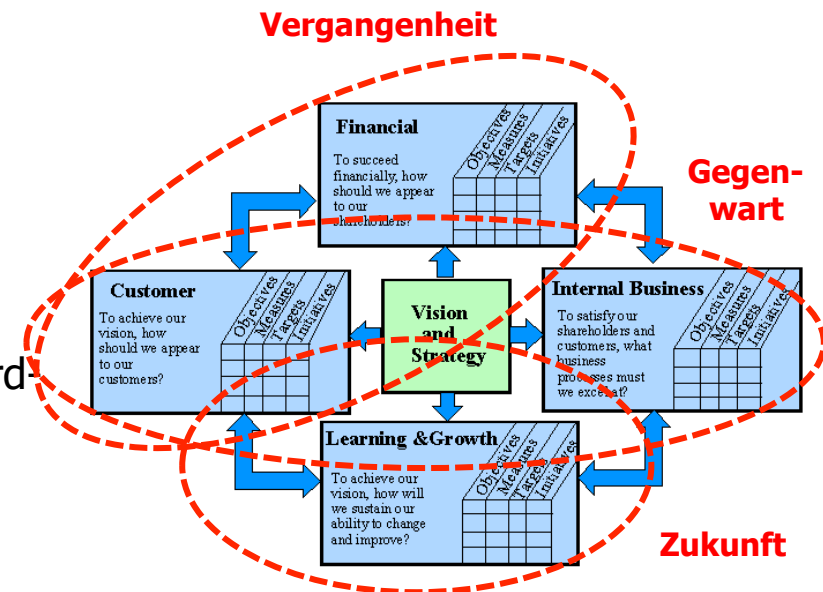 Vergangenheit
Financial
To succeed
financially, how
should we appear
to our
shareholders?
Objectives
Measures
Targets
Initiatives
Gegen-
wart
Customer
To achieve our
vision, how
should we appear
to our
customers?
Objectives
Measures
Targets
Initiatives
Vision
and
Strategy
Internal Business
To satisfy our
shareholders and
customers, what
business
processes must
we excel at?
Objectives
Measures
Targets
Initiatives
rd-
Learning &Growth
To achieve our
vision, how will
we sustain our
ability to change
and improve?
Objectives
Measures
Targets
Initiatives
Zukunft